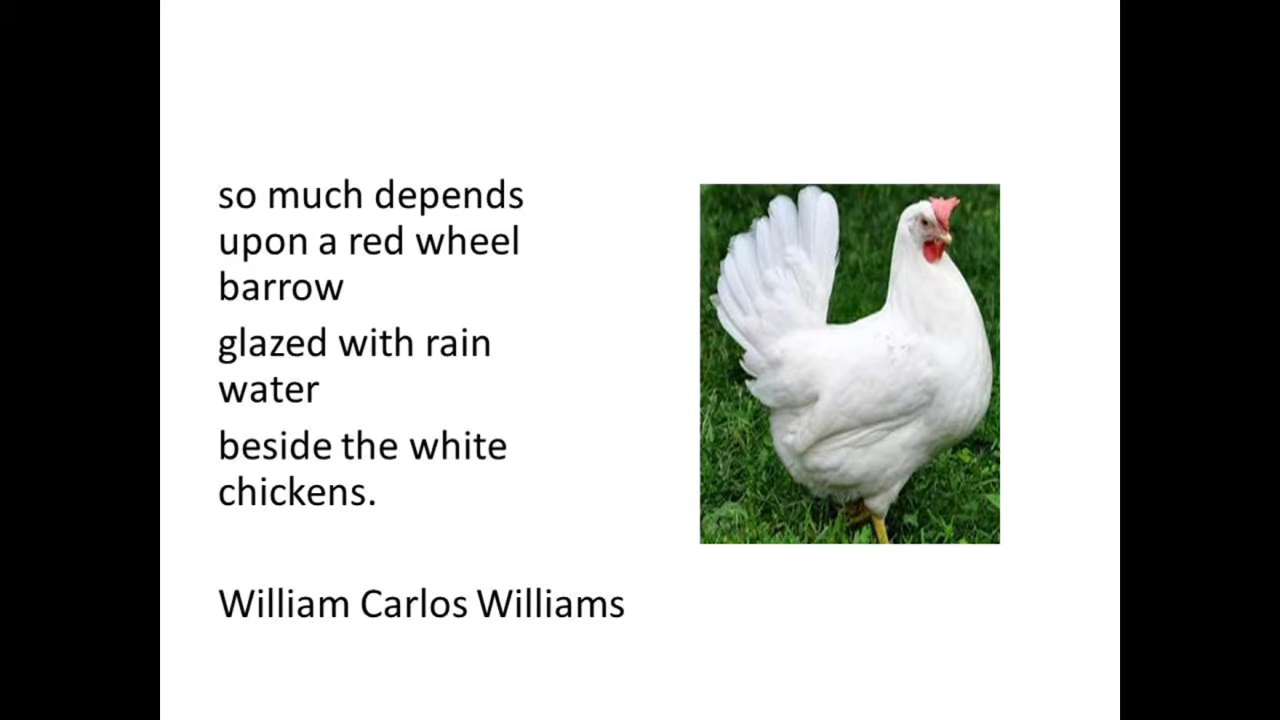 so much depends
upon a red wheel
barrow
glazed with rain
water
beside the white
chickens.
William Carlos Williams